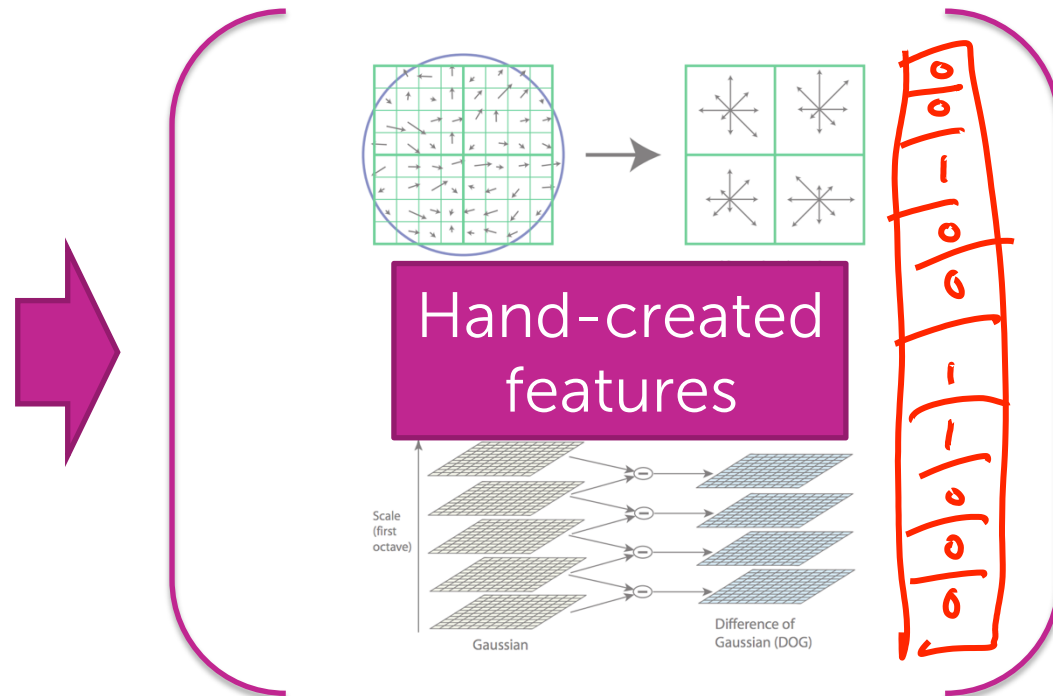 Hand-created
features
Scale
(first
octave)
Gaussian
Difference of
Gaussian (DOG)
0
0
1
0
0
1
1
0
0
0